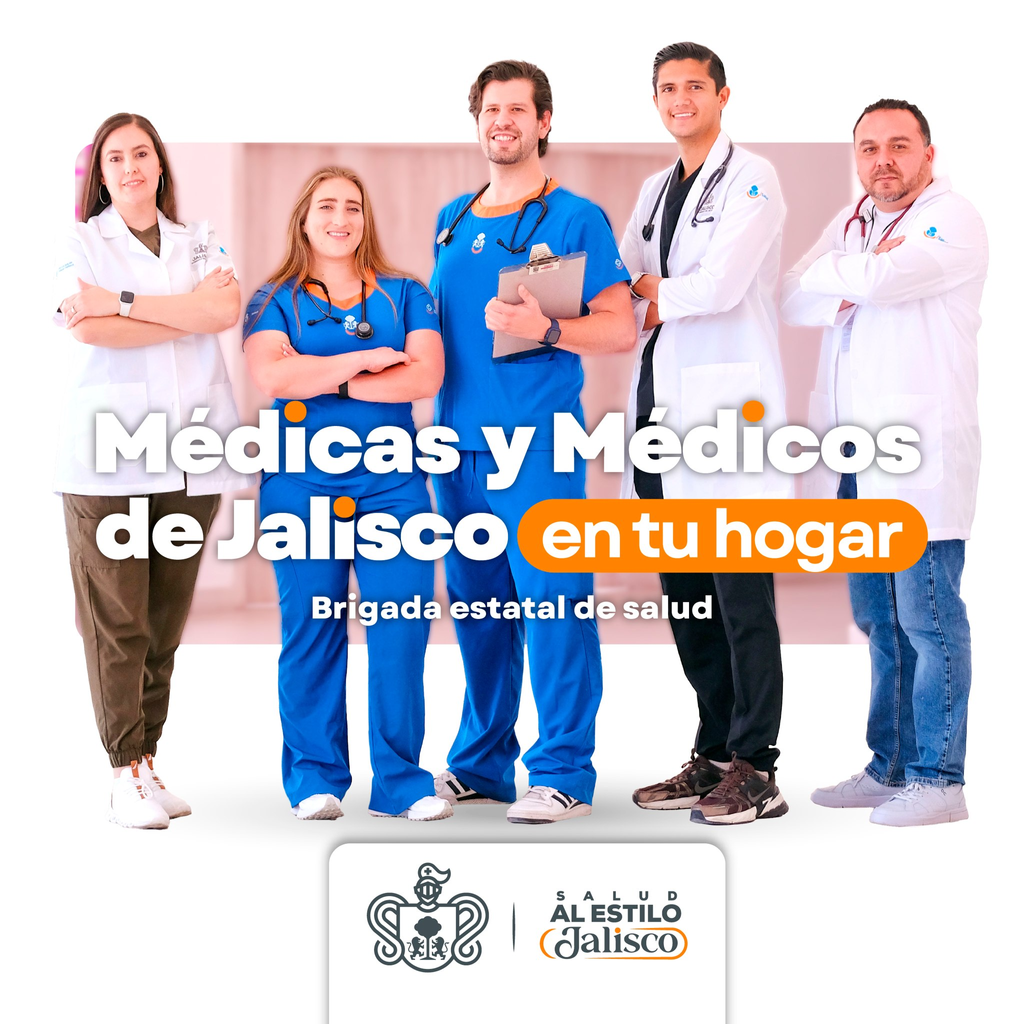 Médicas y Médicos
de Jalisco en tu hogar
Brigada estatal de salud
SALUD
AL ESTILO
Jalisco